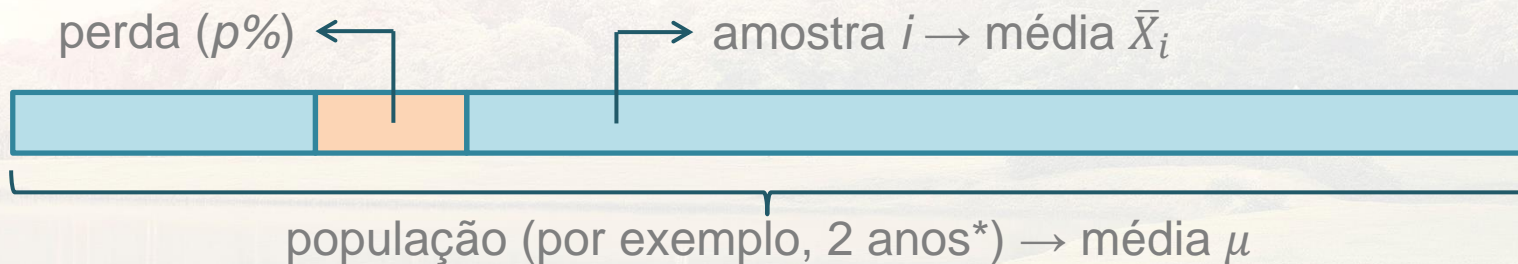 perda (p%)
amostra i → média X̄ᵢ
população (por exemplo, 2 anos*) → média μ